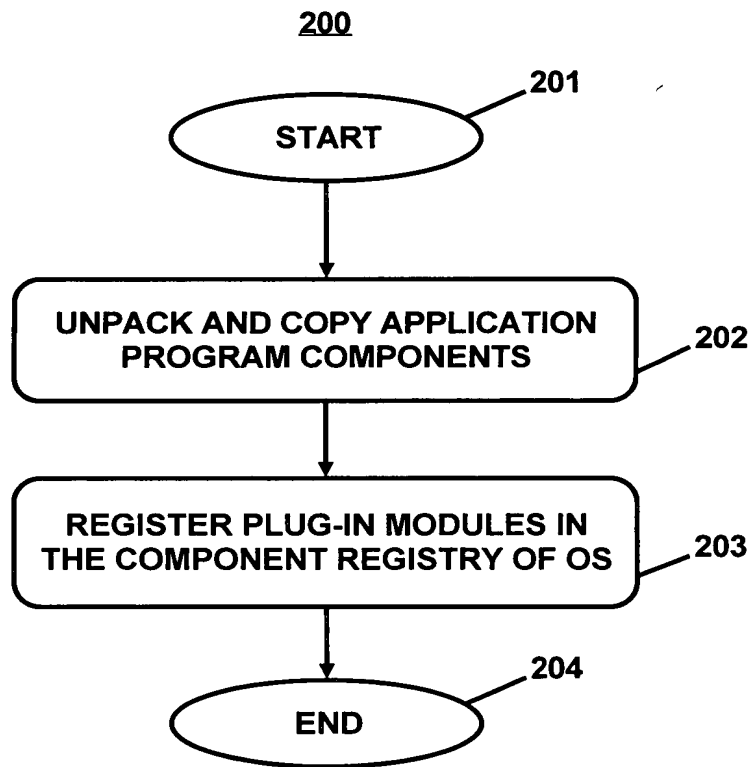 200
201
START
UNPACK AND COPY APPLICATION
PROGRAM COMPONENTS
202
REGISTER PLUG-IN MODULES IN
THE COMPONENT REGISTRY OF OS
203
204
END